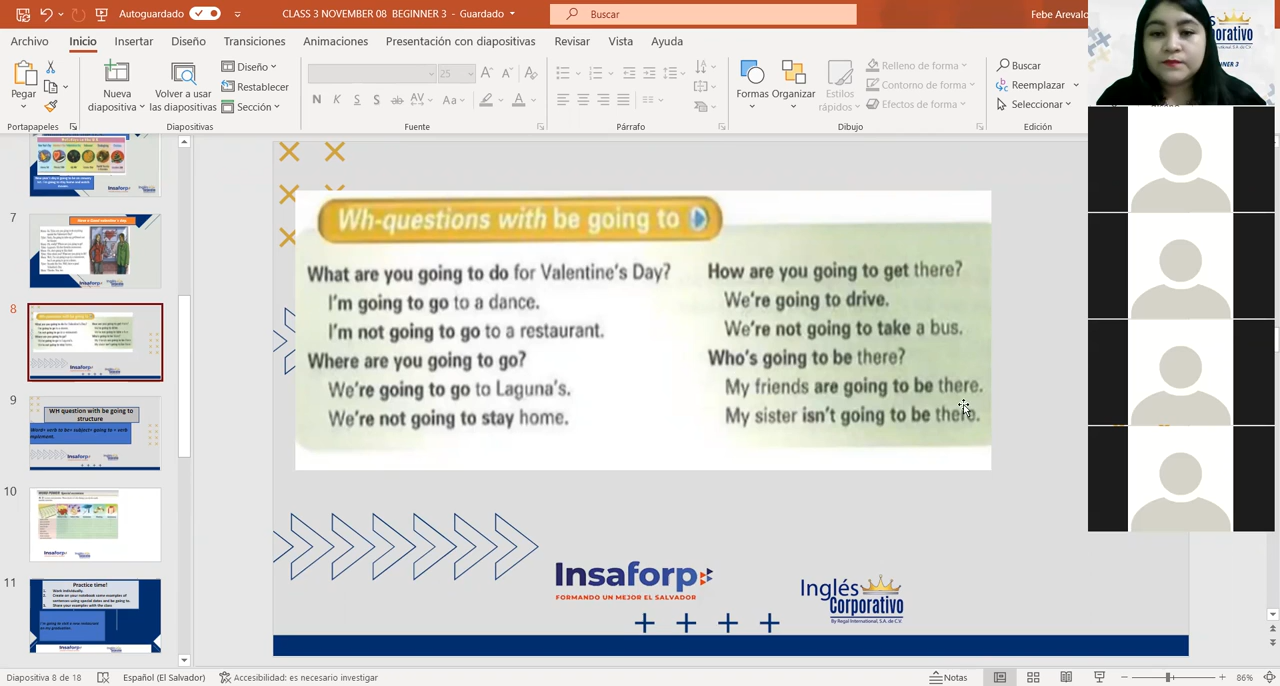 Autoguardado
CLASS 3 NOVEMBER 08 BEGINNER 3 - Guardado
Buscar
Febe Arevalo
Archivo Inicio Insertar Diseño Transiciones Animaciones Presentación con diapositivas Revisar Vista Ayuda
Pegar
Nueva diapositiva
Volver a usar las diapositivas
Diseño
Restablecer
Sección
25
N K S S ab AV Aa A
Formas
Organizar
Estilos rápidos
Relleno de forma
Contorno de forma
Efectos de forma
Buscar
Reemplazar
Seleccionar
Portapapeles
Diapositivas
Fuente
Párrafo
Dibujo
Edición
7
8
9
WH question with be going to structure
10
11
Practice time!
Wh-questions with be going to
What are you going to do for Valentine's Day?
I'm going to go to a dance.
I'm not going to go to a restaurant.
Where are you going to go?
We're going to go to Laguna's.
We're not going to stay home.
How are you going to get there?
We're going to drive.
We're not going to take a bus.
Who's going to be there?
My friends are going to be there.
My sister isn't going to be there.
Insaforp
FORMANDO UN MEJOR EL SALVADOR
Inglés
Corporativo
By Regal International, S.A. de C.V.
Diapositiva 8 de 18
Español (El Salvador)
Accesibilidad: es necesario investigar
Notas
86%